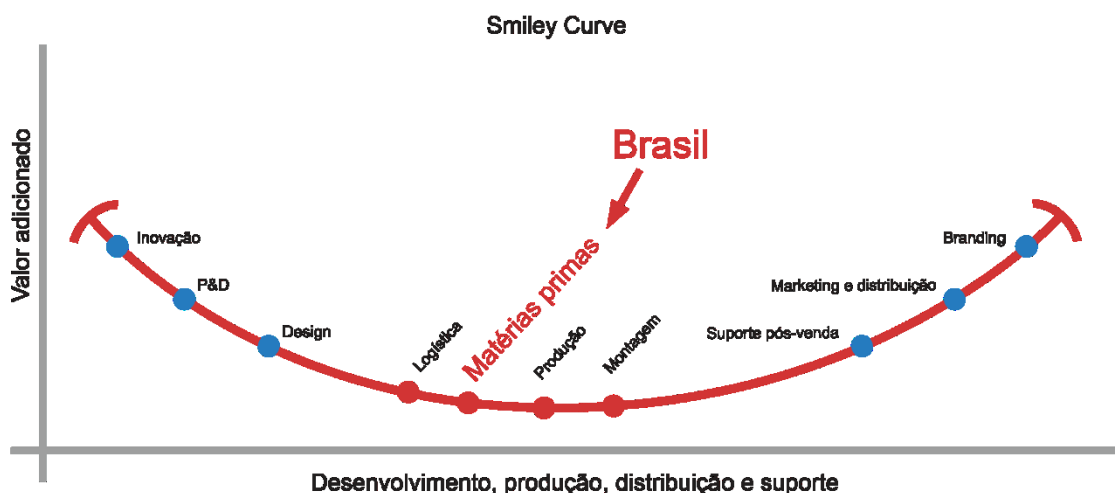 Smiley Curve
Valor adicionado
Brasil
Inovação
P&D
Design
Logística
Matérias primas
Produção
Montagem
Suporte pós-venda
Marketing e distribuição
Branding
Desenvolvimento, produção, distribuição e suporte